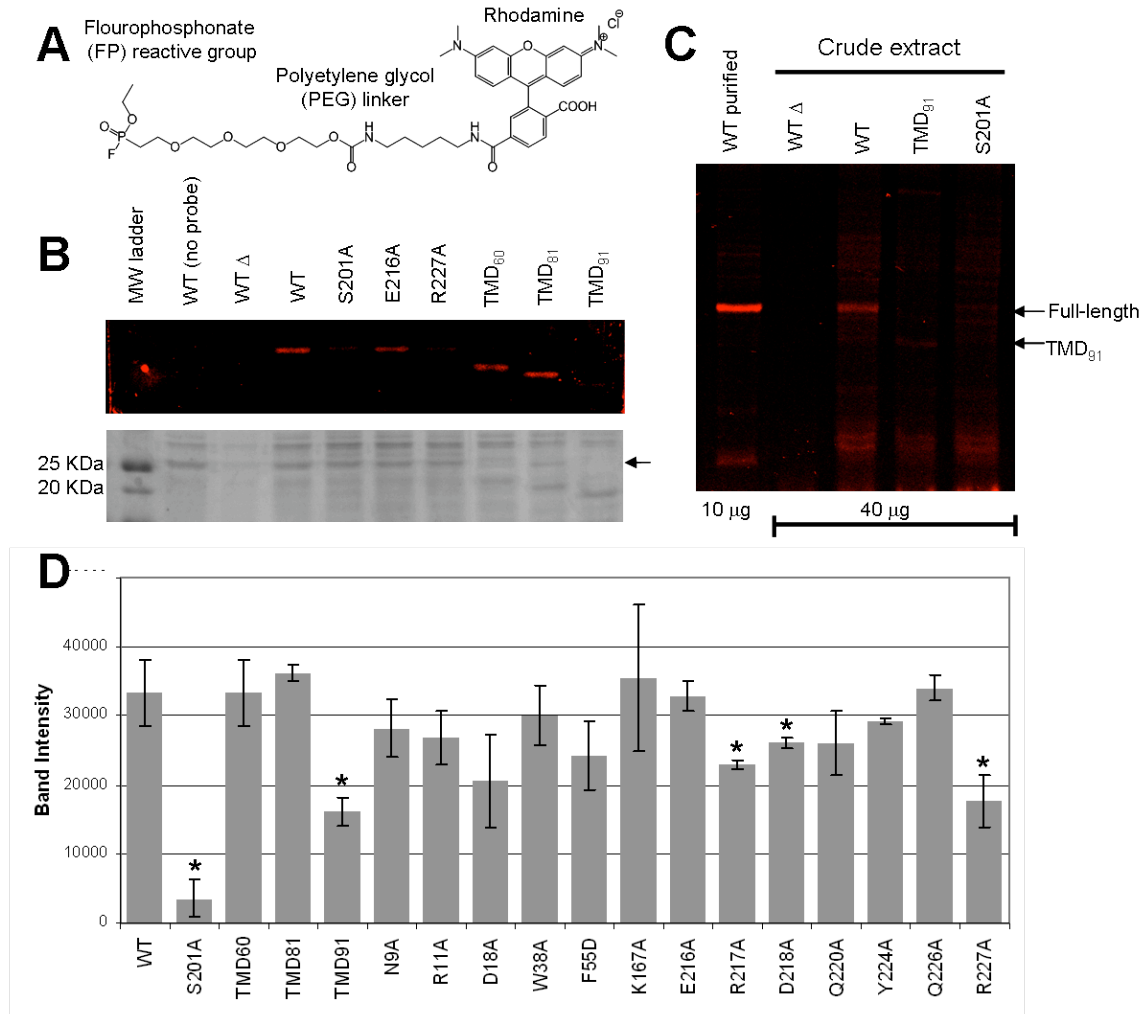 A
Flourophosphonate
(FP) reactive group
Polyetylene glycol
(PEG) linker
Rhodamine
Cl⊖
N
O
N⊕
COOH
O
O
P
F
O
O
O
O
O
H
N
H
N
O
B
MW ladder
WT (no probe)
WT Δ
WT
S201A
E216A
R227A
TMD60
TMD81
TMD91
25 KDa
20 KDa
C
Crude extract
WT purified
WT Δ
WT
TMD91
S201A
Full-length
TMD91
10 μg
40 μg
D
Band Intensity
40000
30000
20000
10000
0
*
*
*
*
*
WT
S201A
TMD60
TMD81
TMD91
N9A
R11A
D18A
W38A
F55D
K167A
E216A
R217A
D218A
Q220A
Y224A
Q226A
R227A